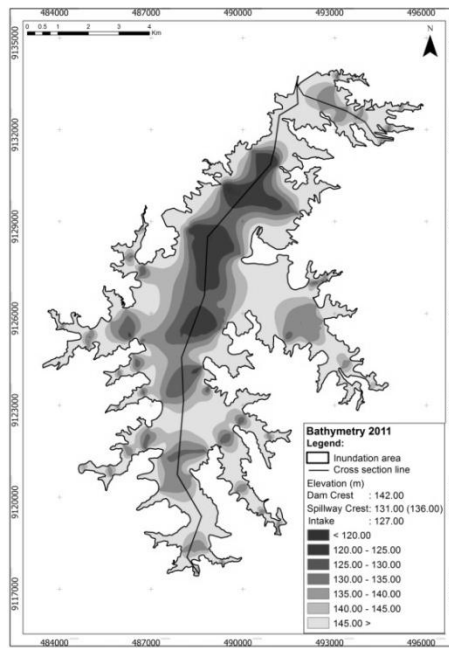 484000 487000 490000 493000 496000
0 0.5 1 2 3 4
Km
N
9135000
9132000
9129000
9126000
9123000
9120000
9117000
Bathymetry 2011
Legend:
Inundation area
Cross section line
Elevation (m)
Dam Crest : 142.00
Spillway Crest: 131.00 (136.00)
Intake : 127.00
< 120.00
120.00 - 125.00
125.00 - 130.00
130.00 - 135.00
135.00 - 140.00
140.00 - 145.00
145.00 >
484000 487000 490000 493000 496000